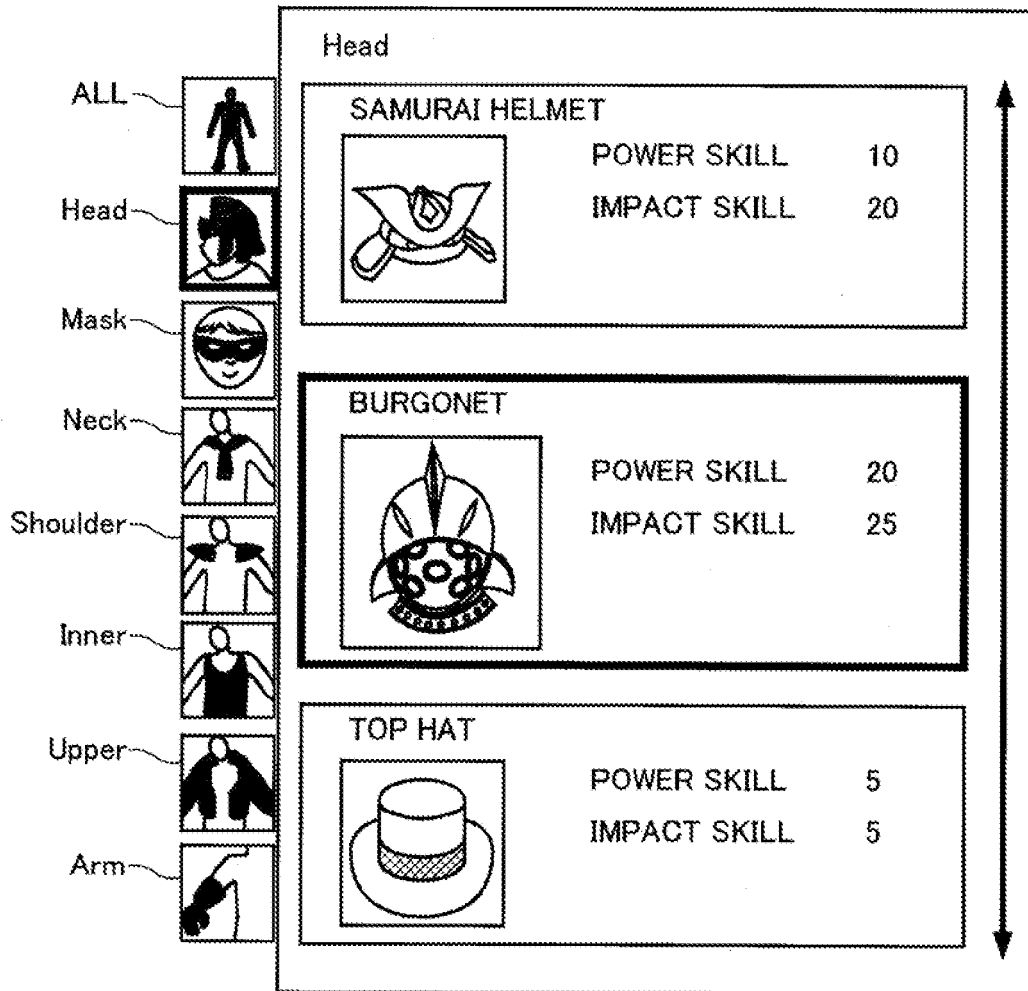 Head
ALL
Head
Mask
Neck
Shoulder
Inner
Upper
Arm
SAMURAI HELMET
POWER SKILL 10
IMPACT SKILL 20
BURGONET
POWER SKILL 20
IMPACT SKILL 25
TOP HAT
POWER SKILL 5
IMPACT SKILL 5